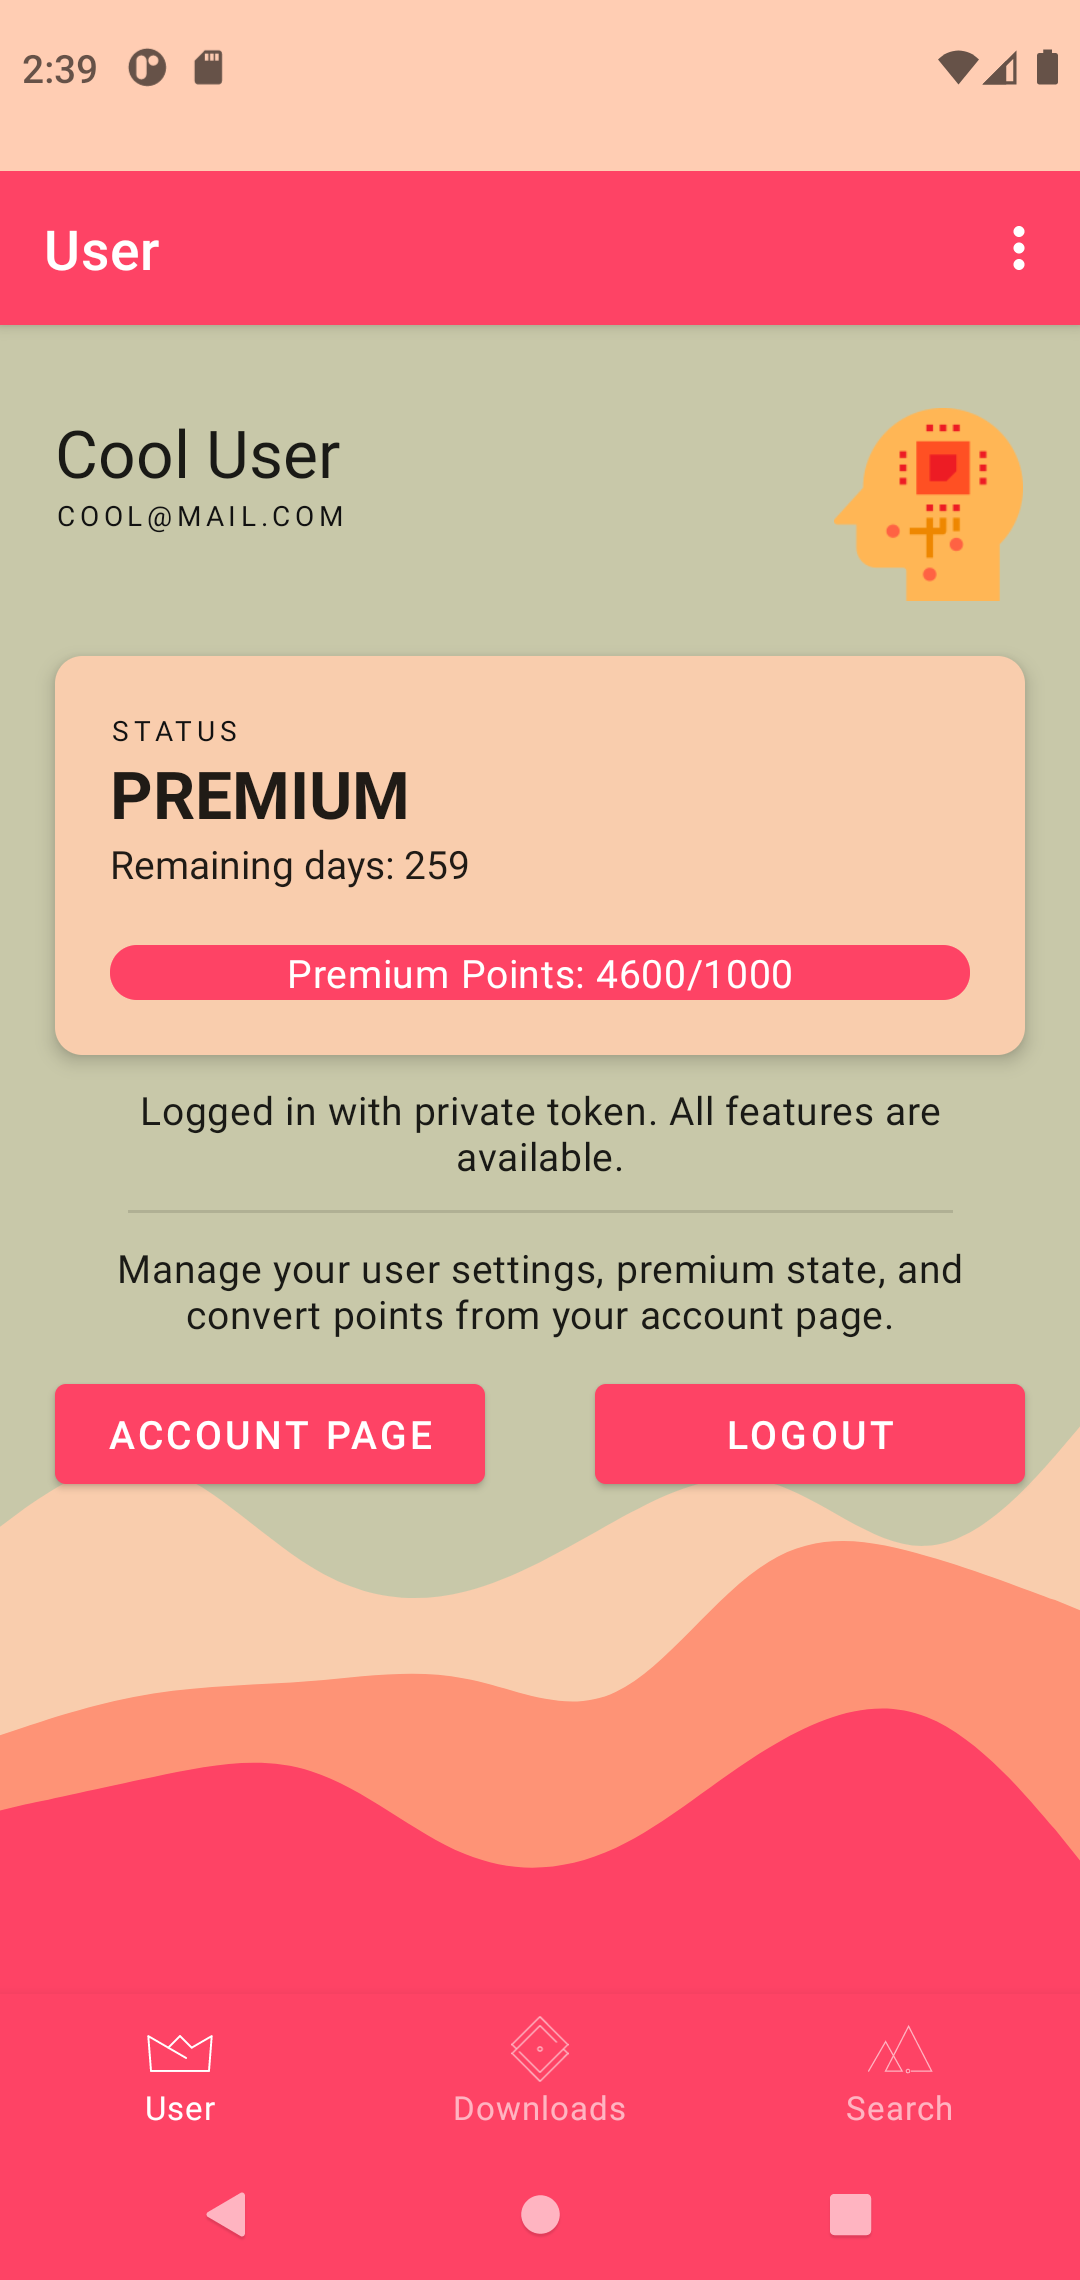 2:39
User
Cool User
COOL@MAIL.COM
STATUS
PREMIUM
Remaining days: 259
Premium Points: 4600/1000
Logged in with private token. All features are
available.
Manage your user settings, premium state, and
convert points from your account page.
ACCOUNT PAGE
LOGOUT
User
Downloads
Search